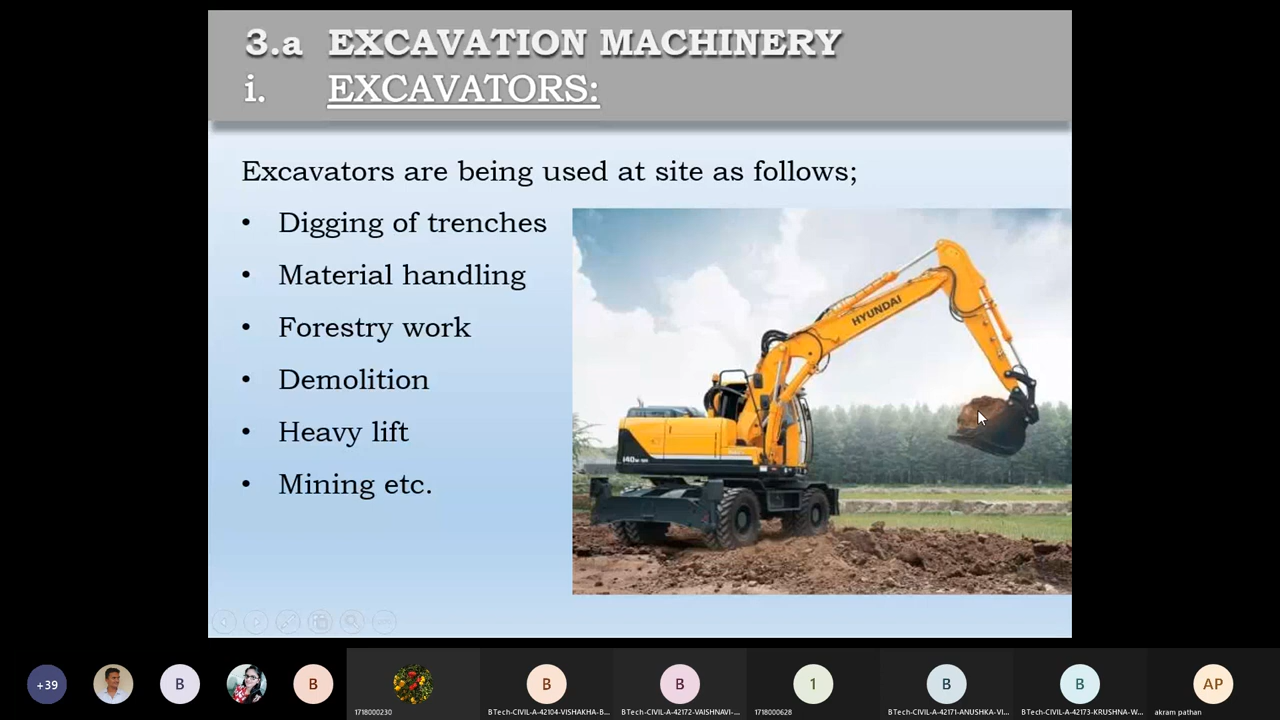 3.a EXCAVATION MACHINERY
i. EXCAVATORS:
Excavators are being used at site as follows;
• Digging of trenches
• Material handling
• Forestry work
• Demolition
• Heavy lift
• Mining etc.
HYUNDAI
+39
B
B
B
B
1
B
B
AP
1718000230
BTech-CIVIL-A-42104-VISHAKHA-B...
BTech-CIVIL-A-42172-VAISHNAVI-...
1718000628
BTech-CIVIL-A-42171-ANUSHKA-VI...
BTech-CIVIL-A-42173-KRUSHNA-W...
akram pathan